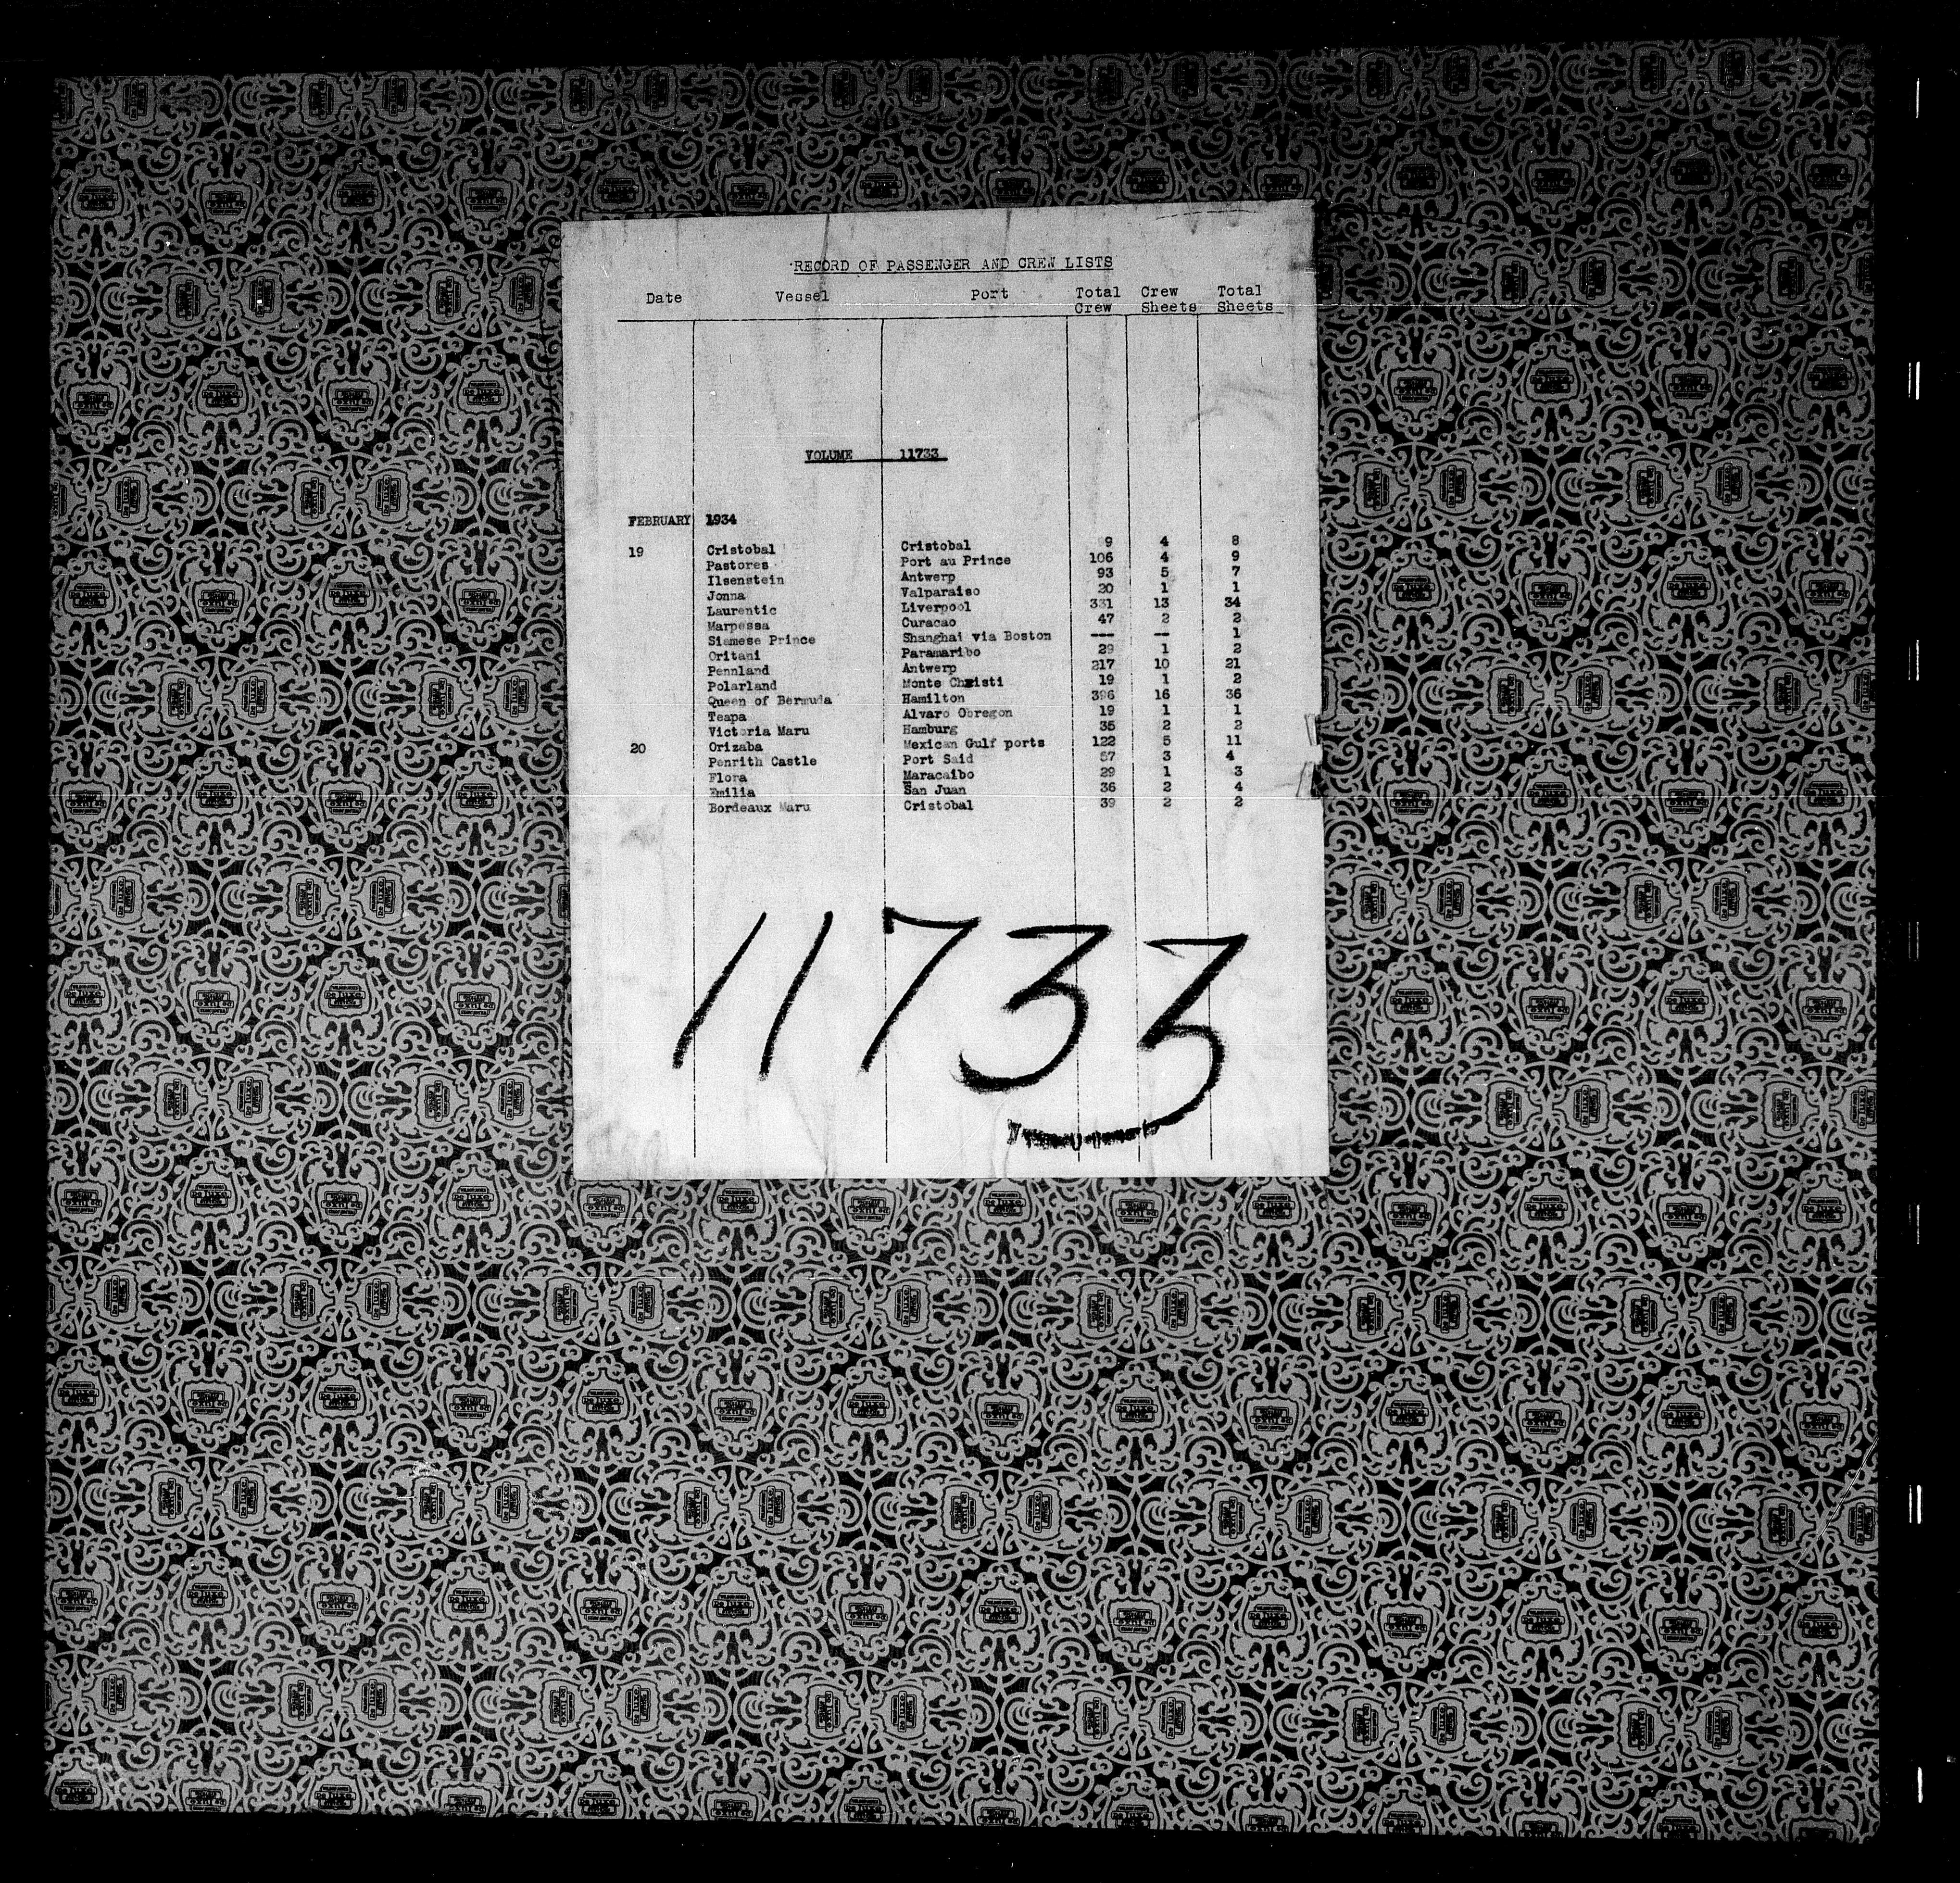 RECORD OF PASSENGER AND CREW LISTS
Date Vessel Port Total Crew Crew Sheets Total Sheets
VOLUME 11733
FEBRUARY 1934
19 Cristobal Cristobal 9 4 8
Pastores Port au Prince 106 4 9
Ilsenstein Antwerp 93 5 7
Jonna Valparaiso 20 1 1
Laurentic Liverpool 331 13 34
Marpessa Curacao 47 2 2
Siamese Prince Shanghai via Boston --- -- 1
Oritani Paramaribo 29 1 2
Pennland Antwerp 217 10 21
Polarland Monte Christi 19 1 2
Queen of Bermuda Hamilton 396 16 36
Teapa Alvaro Obregon 19 1 1
Victoria Maru Hamburg 35 2 2
20 Orizaba Mexican Gulf ports 122 5 11
Penrith Castle Port Said 57 3 4
Flora Maracaibo 29 1 3
Emilia San Juan 36 2 4
Bordeaux Maru Cristobal 39 2 2
11733